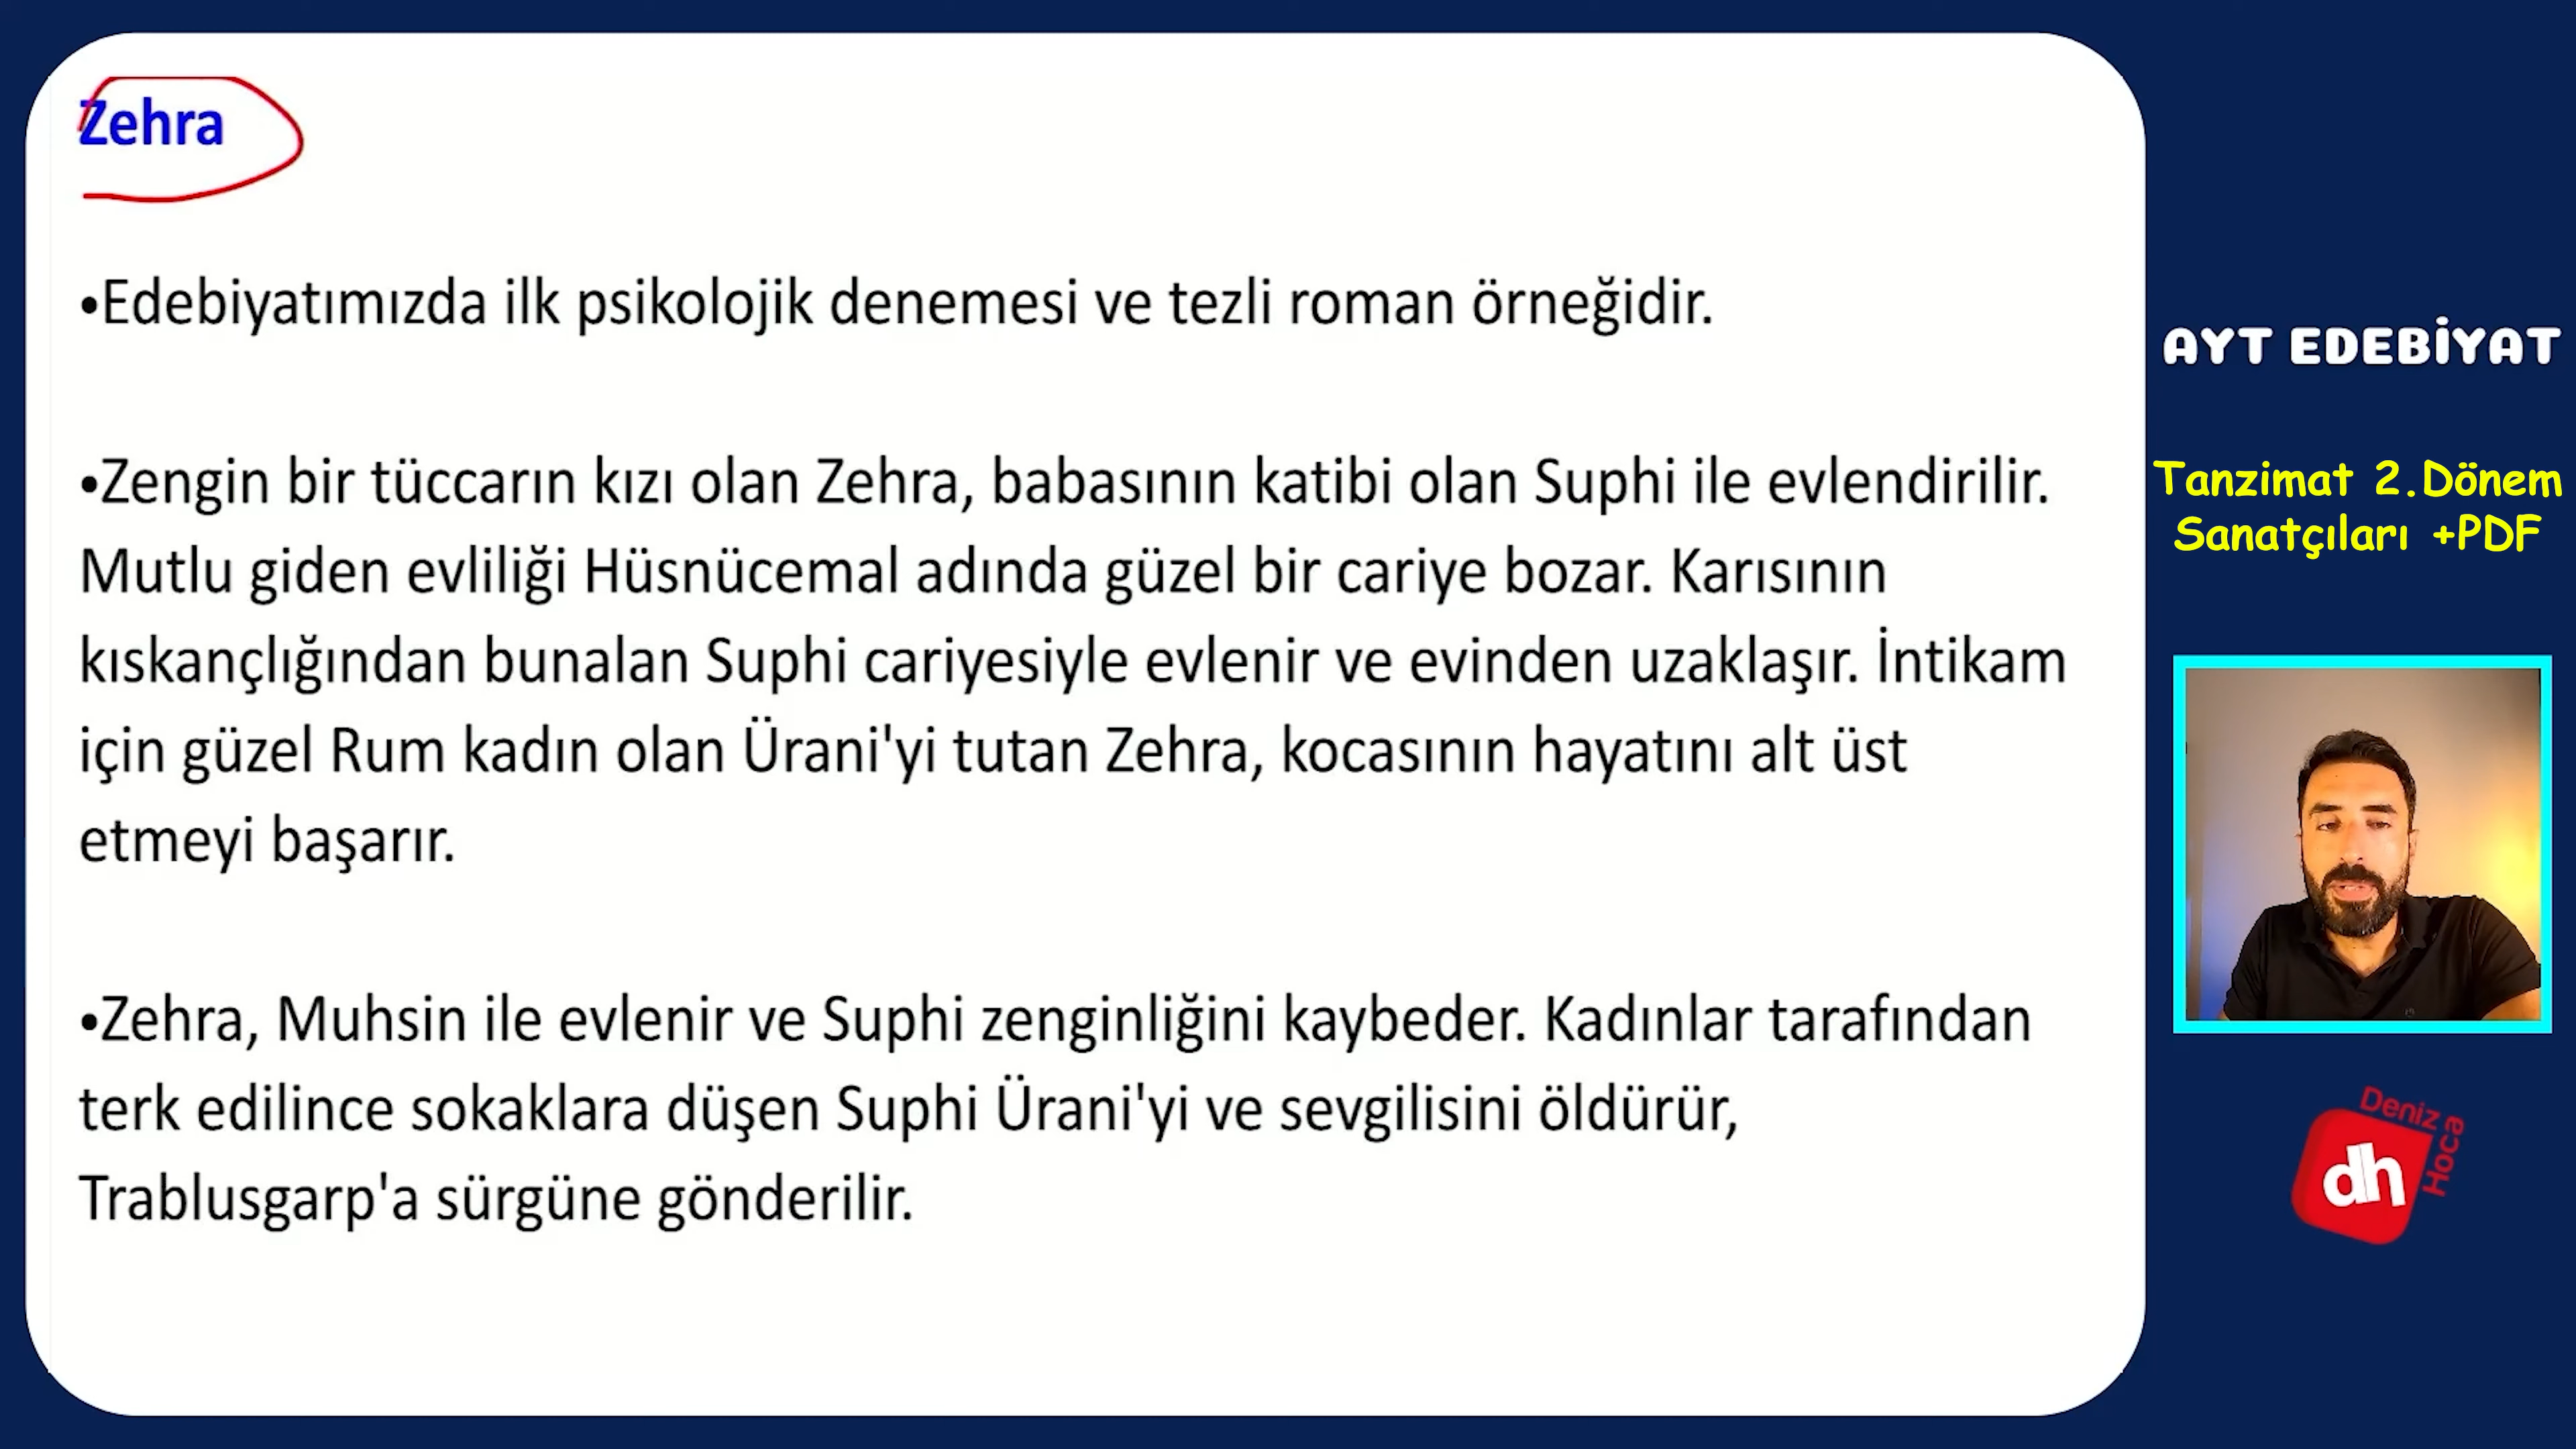 Zehra
•Edebiyatımızda ilk psikolojik denemesi ve tezli roman örneğidir.
•Zengin bir tüccarın kızı olan Zehra, babasının katibi olan Suphi ile evlendirilir.
Mutlu giden evliliği Hüsnücemal adında güzel bir cariye bozar. Karısının
kıskançlığından bunalan Suphi cariyesiyle evlenir ve evinden uzaklaşır. İntikam
için güzel Rum kadın olan Ürani'yi tutan Zehra, kocasının hayatını alt üst
etmeyi başarır.
•Zehra, Muhsin ile evlenir ve Suphi zenginliğini kaybeder. Kadınlar tarafından
terk edilince sokaklara düşen Suphi Ürani'yi ve sevgilisini öldürür,
Trablusgarp'a sürgüne gönderilir.
AYT EDEBİYAT
Tanzimat 2.Dönem
Sanatçıları +PDF
Deniz Hoca
dh